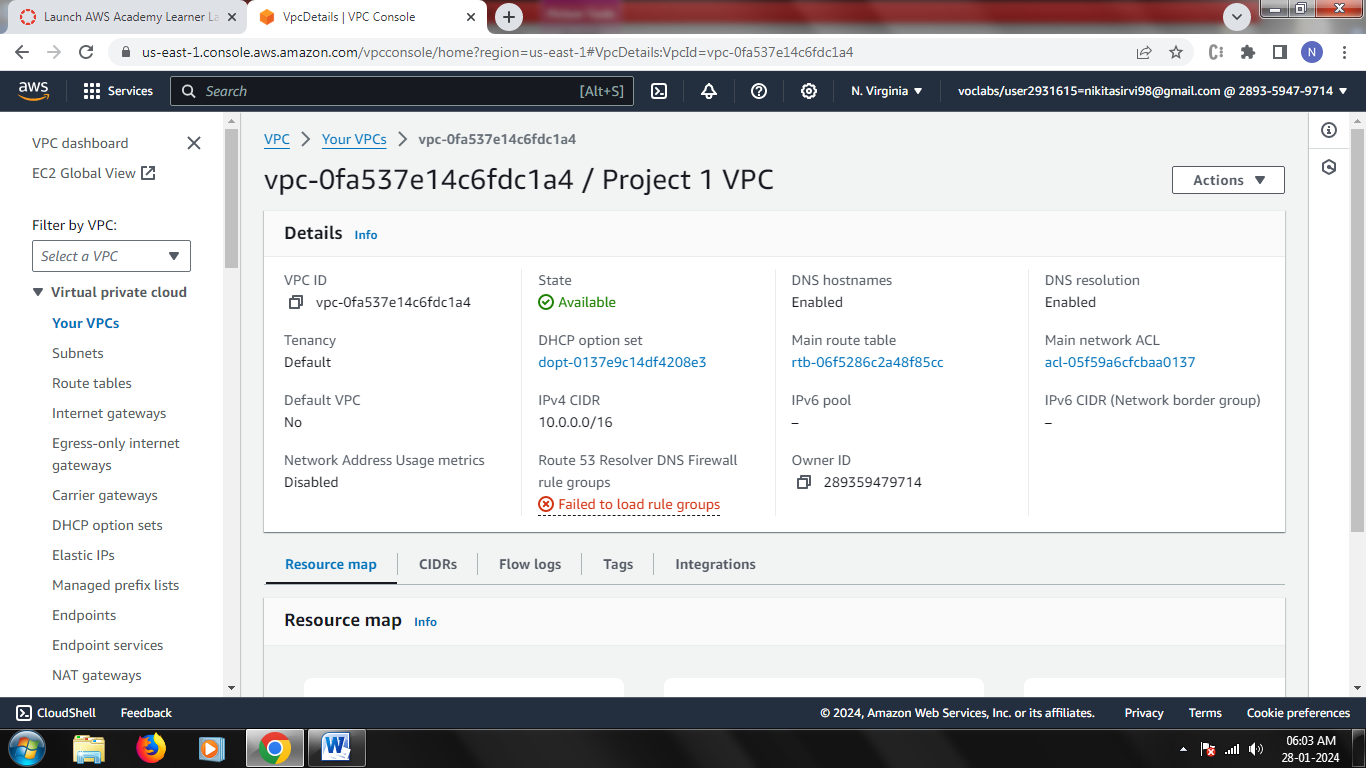 Launch AWS Academy Learner La
VpcDetails | VPC Console
us-east-1.console.aws.amazon.com/vpcconsole/home?region=us-east-1#VpcDetails:VpcId=vpc-0fa537e14c6fdc1a4
N
aws
Services
Search
[Alt+S]
N. Virginia
voclabs/user2931615=nikitasirvi98@gmail.com @ 2893-5947-9714
VPC dashboard
EC2 Global View
Filter by VPC:
Select a VPC
Virtual private cloud
Your VPCs
Subnets
Route tables
Internet gateways
Egress-only internet
gateways
Carrier gateways
DHCP option sets
Elastic IPs
Managed prefix lists
Endpoints
Endpoint services
NAT gateways
VPC
Your VPCs
vpc-0fa537e14c6fdc1a4
vpc-0fa537e14c6fdc1a4 / Project 1 VPC
Actions
Details
Info
VPC ID
vpc-0fa537e14c6fdc1a4
State
Available
DNS hostnames
Enabled
DNS resolution
Enabled
Tenancy
Default
DHCP option set
dopt-0137e9c14df4208e3
Main route table
rtb-06f5286c2a48f85cc
Main network ACL
acl-05f59a6cfcbaa0137
Default VPC
No
IPv4 CIDR
10.0.0.0/16
IPv6 pool
–
IPv6 CIDR (Network border group)
–
Network Address Usage metrics
Disabled
Route 53 Resolver DNS Firewall
rule groups
Failed to load rule groups
Owner ID
289359479714
Resource map
CIDRs
Flow logs
Tags
Integrations
Resource map
Info
CloudShell
Feedback
© 2024, Amazon Web Services, Inc. or its affiliates.
Privacy
Terms
Cookie preferences
06:03 AM
28-01-2024